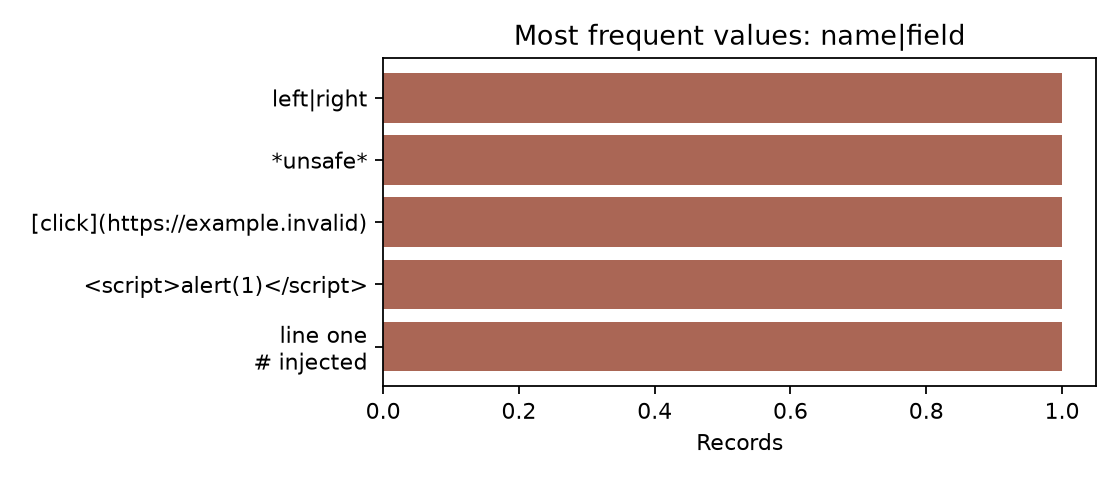 Most frequent values: name|field
left|right
*unsafe*
[click](https://example.invalid)
<script>alert(1)</script>
line one
# injected
0.0 0.2 0.4 0.6 0.8 1.0
Records